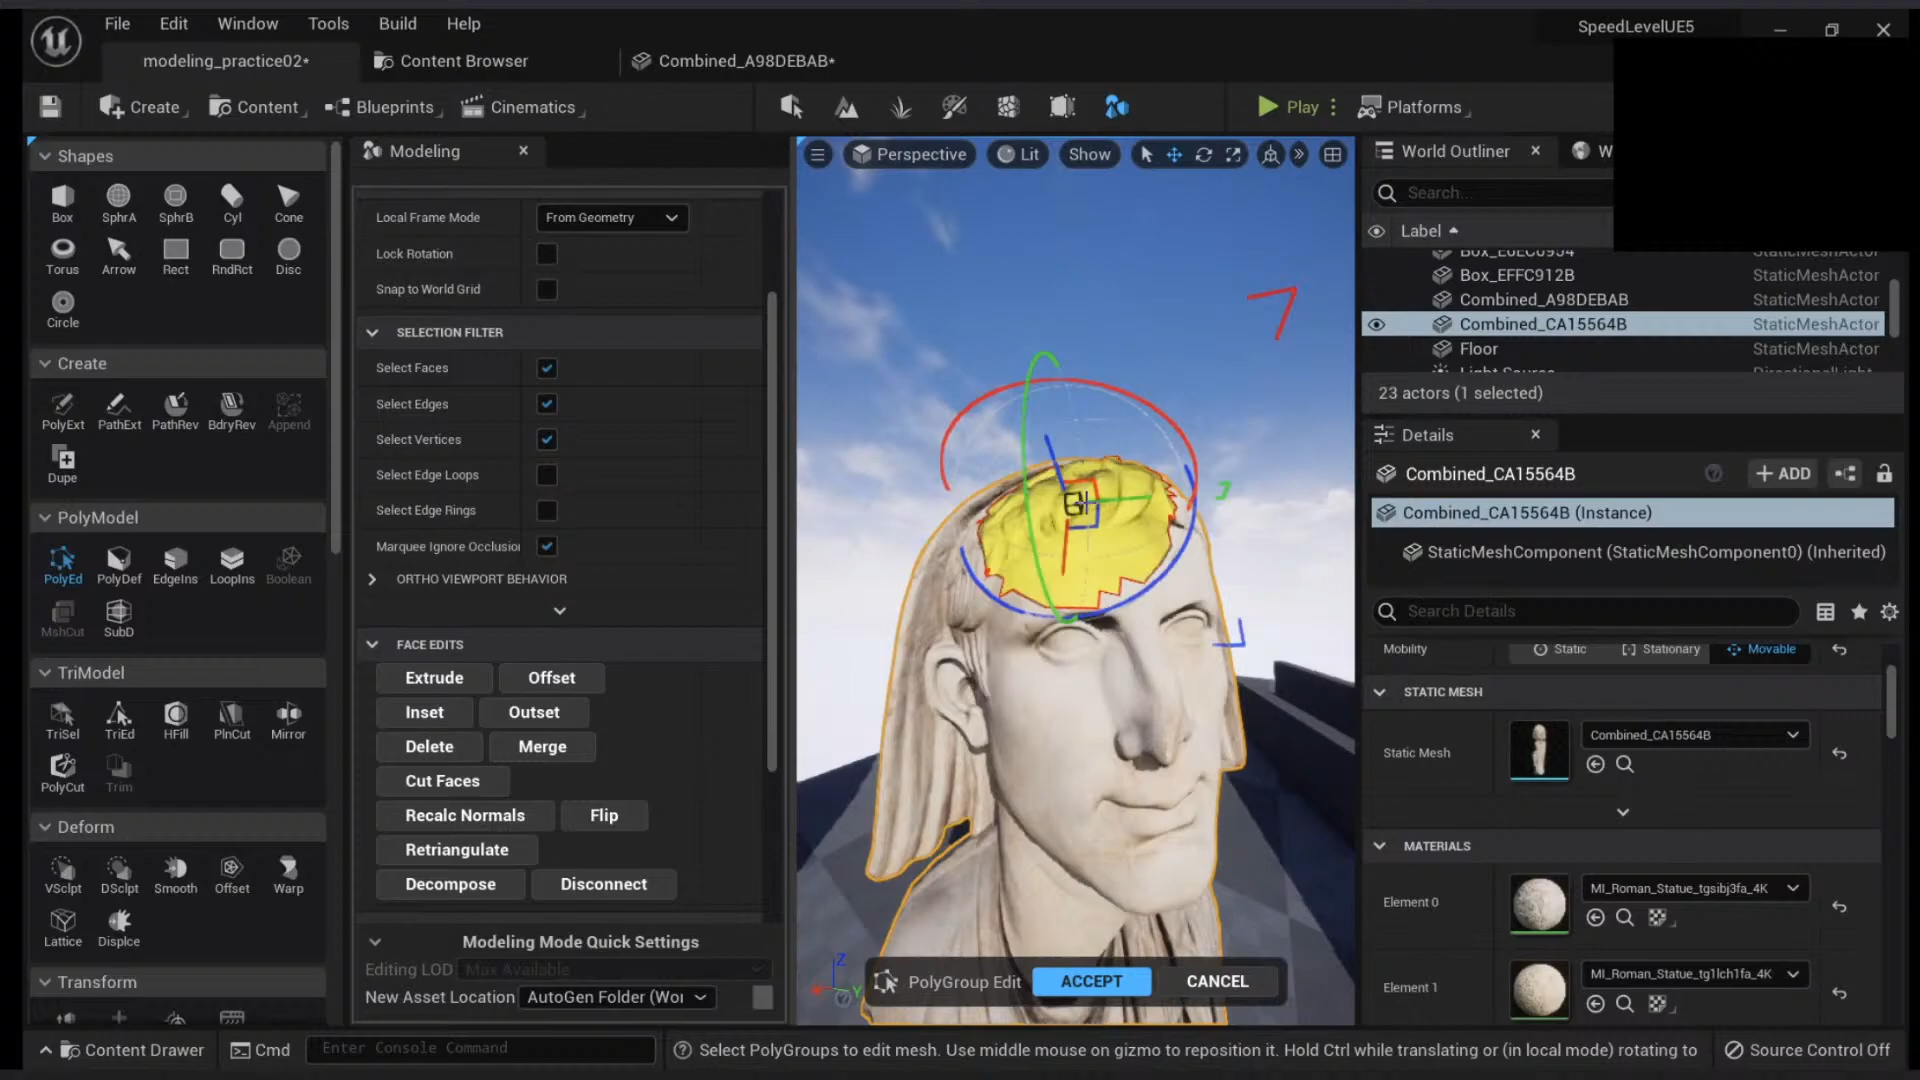 File Edit Window Tools Build Help
SpeedLevelUE5
modeling_practice02*
Content Browser
Combined_A98DEBAB*
Create
Content
Blueprints
Cinematics
Play
Platforms
Shapes
Box SphrA SphrB Cyl Cone
Torus Arrow Rect RndRct Disc
Circle
Create
PolyExt PathExt PathRev BdryRev Append
Dupe
PolyModel
PolyEd PolyDef EdgeIns LoopIns Boolean
MshCut SubD
TriModel
TriSel TriEd HFill PlnCut Mirror
PolyCut Trim
Deform
VSclpt DSclpt Smooth Offset Warp
Lattice Displce
Transform
Modeling
Local Frame Mode From Geometry
Lock Rotation
Snap to World Grid
SELECTION FILTER
Select Faces
Select Edges
Select Vertices
Select Edge Loops
Select Edge Rings
Marquee Ignore Occlusion
ORTHO VIEWPORT BEHAVIOR
FACE EDITS
Extrude Offset
Inset Outset
Delete Merge
Cut Faces
Recalc Normals Flip
Retriangulate
Decompose Disconnect
Modeling Mode Quick Settings
Editing LOD Max Available
New Asset Location AutoGen Folder (Wor
Perspective Lit Show
Z
Y
PolyGroup Edit ACCEPT CANCEL
World Outliner
W
Search...
Label
Box_E6EC6954
Box_EFFC912B StaticMeshActor
Combined_A98DEBAB StaticMeshActor
Combined_CA15564B StaticMeshActor
Floor StaticMeshActor
Light Source DirectionalLight
23 actors (1 selected)
Details
Combined_CA15564B
+ ADD
Combined_CA15564B (Instance)
StaticMeshComponent (StaticMeshComponent0) (Inherited)
Search Details
Mobility Static Stationary Movable
STATIC MESH
Static Mesh Combined_CA15564B
MATERIALS
Element 0 MI_Roman_Statue_tgsibj3fa_4K
Element 1 MI_Roman_Statue_tg1lch1fa_4K
Content Drawer
Cmd
Enter Console Command
Select PolyGroups to edit mesh. Use middle mouse on gizmo to reposition it. Hold Ctrl while translating or (in local mode) rotating to
Source Control Off